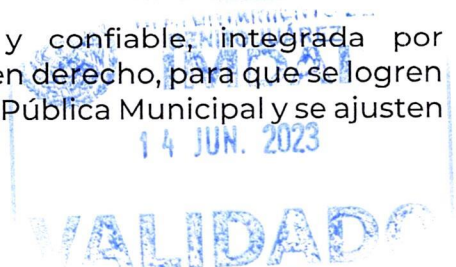 y confiable, integrada por
en derecho, para que se logren
Pública Municipal y se ajusten
14 JUN. 2023
VALIDADO